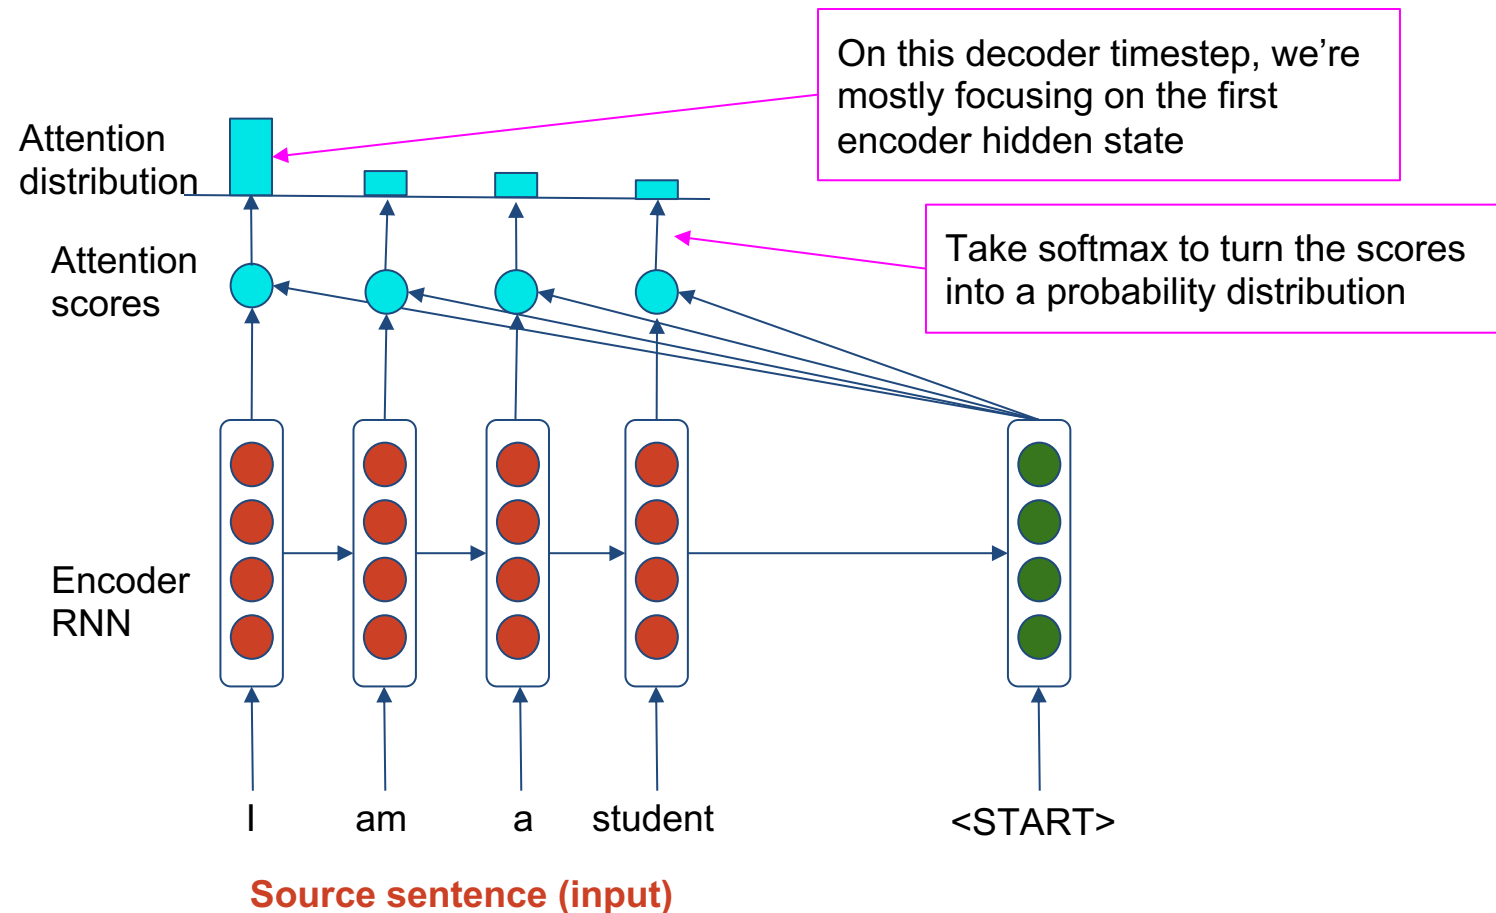 On this decoder timestep, we’re
mostly focusing on the first
encoder hidden state
Attention
distribution
Take softmax to turn the scores
into a probability distribution
Attention
scores
Encoder
RNN
I am a student <START>
Source sentence (input)